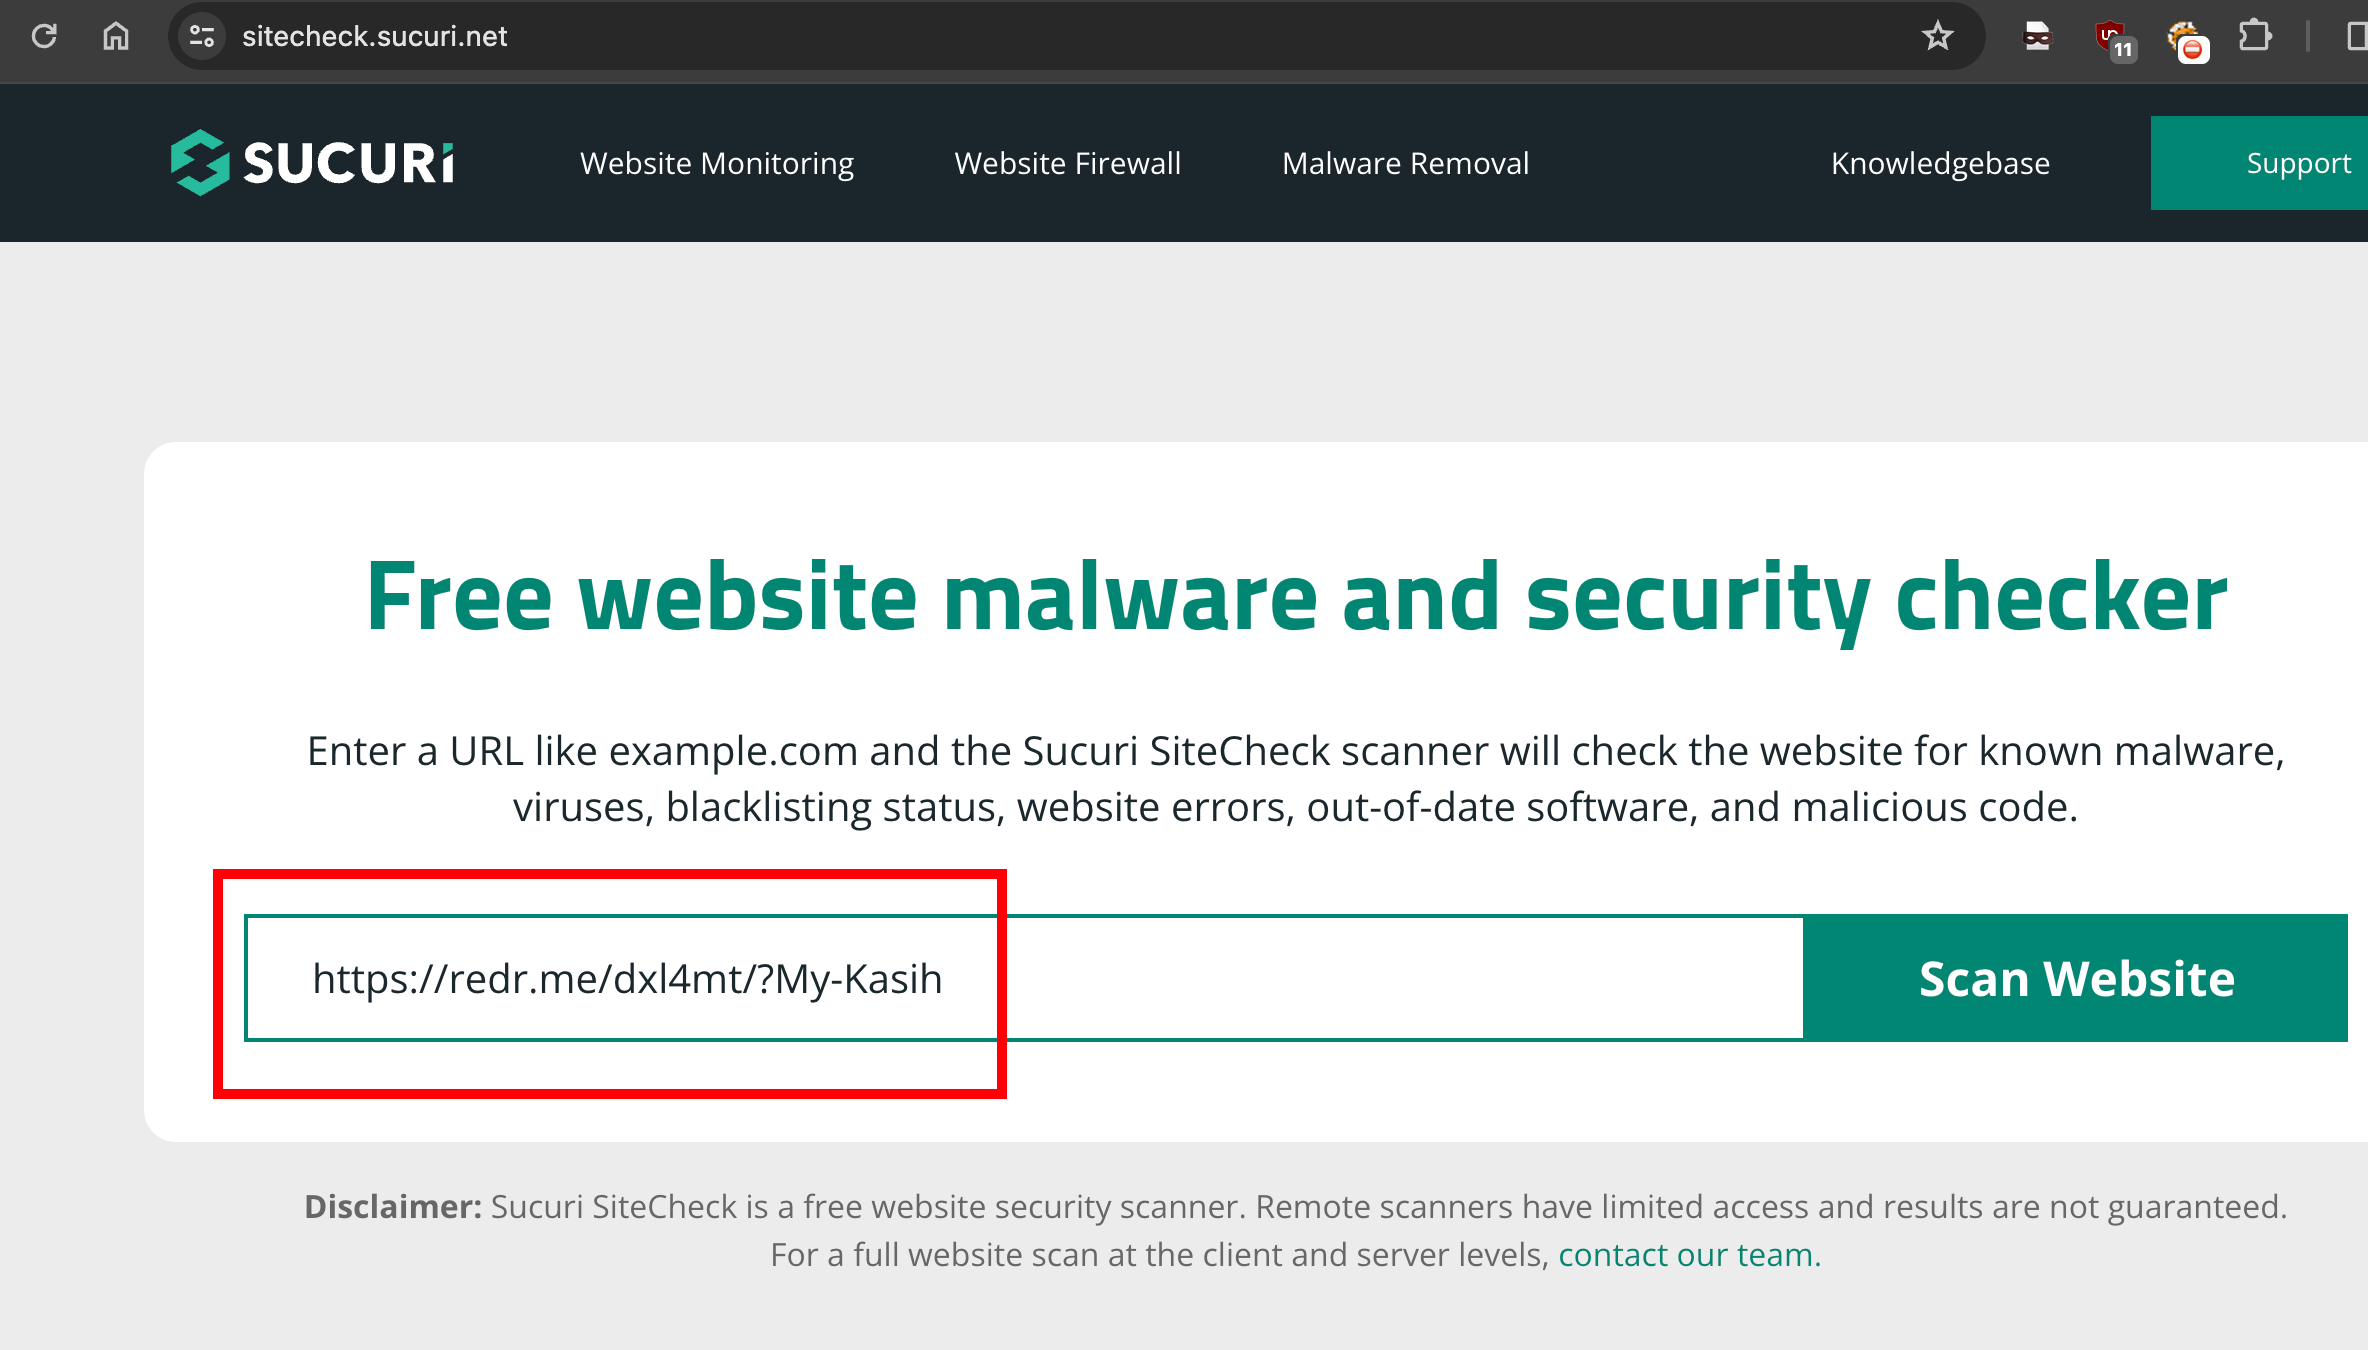 sitecheck.sucuri.net
11
SUCURi
Website Monitoring
Website Firewall
Malware Removal
Knowledgebase
Support
Free website malware and security checker
Enter a URL like example.com and the Sucuri SiteCheck scanner will check the website for known malware,
viruses, blacklisting status, website errors, out-of-date software, and malicious code.
https://redr.me/dxl4mt/?My-Kasih
Scan Website
Disclaimer: Sucuri SiteCheck is a free website security scanner. Remote scanners have limited access and results are not guaranteed.
For a full website scan at the client and server levels, contact our team.